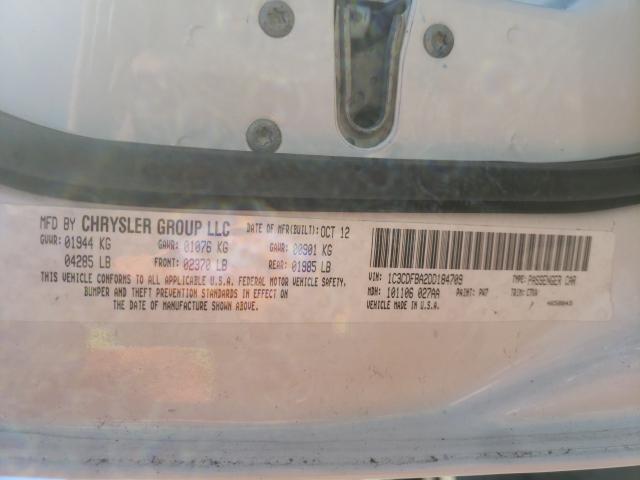 MFD BY CHRYSLER GROUP LLC DATE OF MFR(BUILT): OCT 12
GVWR: 01944 KG GAWR: 01076 KG GAWR: 00901 KG
04285 LB FRONT: 02370 LB REAR: 01985 LB
THIS VEHICLE CONFORMS TO ALL APPLICABLE U.S.A. FEDERAL MOTOR VEHICLE SAFETY,
BUMPER AND THEFT PREVENTION STANDARDS IN EFFECT ON
THE DATE OF MANUFACTURE SHOWN ABOVE.
VIN: 1C3CDFBA2DD184709 TYPE: PASSENGER CAR
MDH: 101106 027AA PAINT: PW7 TRIM:
VEHICLE MADE IN U.S.A.